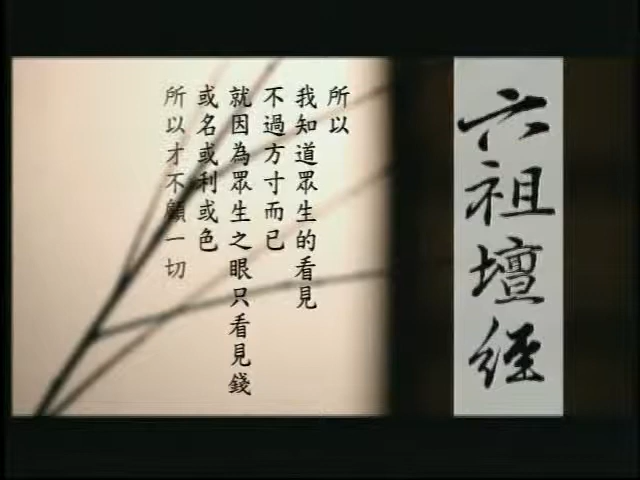 六祖壇經
所以
我知道眾生的看見
不過方寸而已
就因為眾生之眼只看見錢
或名或利或色
所以才不顧一切